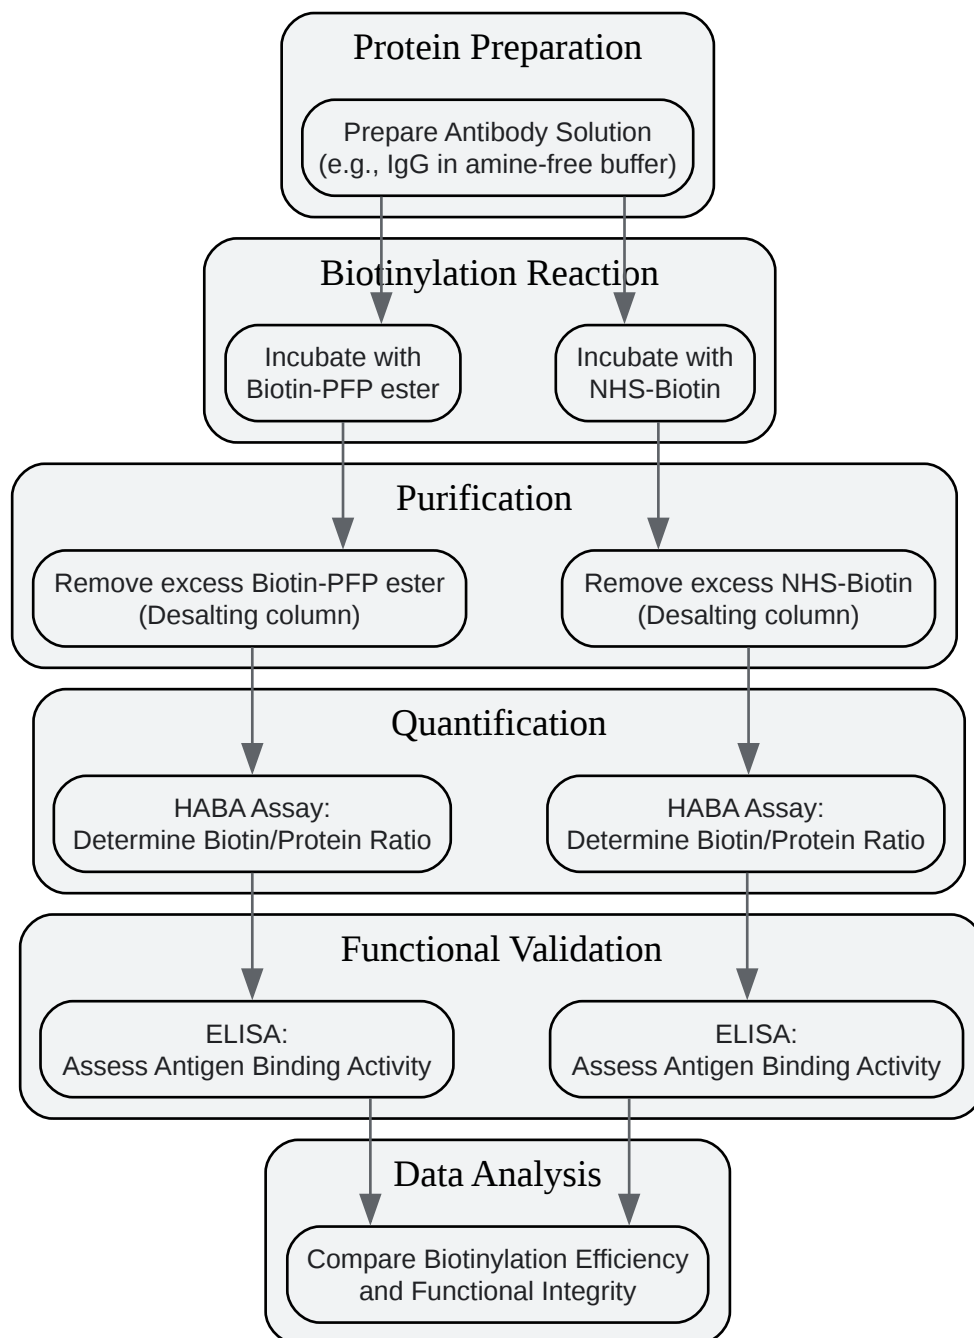 Protein Preparation
Prepare Antibody Solution
(e.g., IgG in amine-free buffer)
Biotinylation Reaction
Incubate with
Biotin-PFP ester
Incubate with
NHS-Biotin
Purification
Remove excess Biotin-PFP ester
(Desalting column)
Remove excess NHS-Biotin
(Desalting column)
Quantification
HABA Assay:
Determine Biotin/Protein Ratio
HABA Assay:
Determine Biotin/Protein Ratio
Functional Validation
ELISA:
Assess Antigen Binding Activity
ELISA:
Assess Antigen Binding Activity
Data Analysis
Compare Biotinylation Efficiency
and Functional Integrity